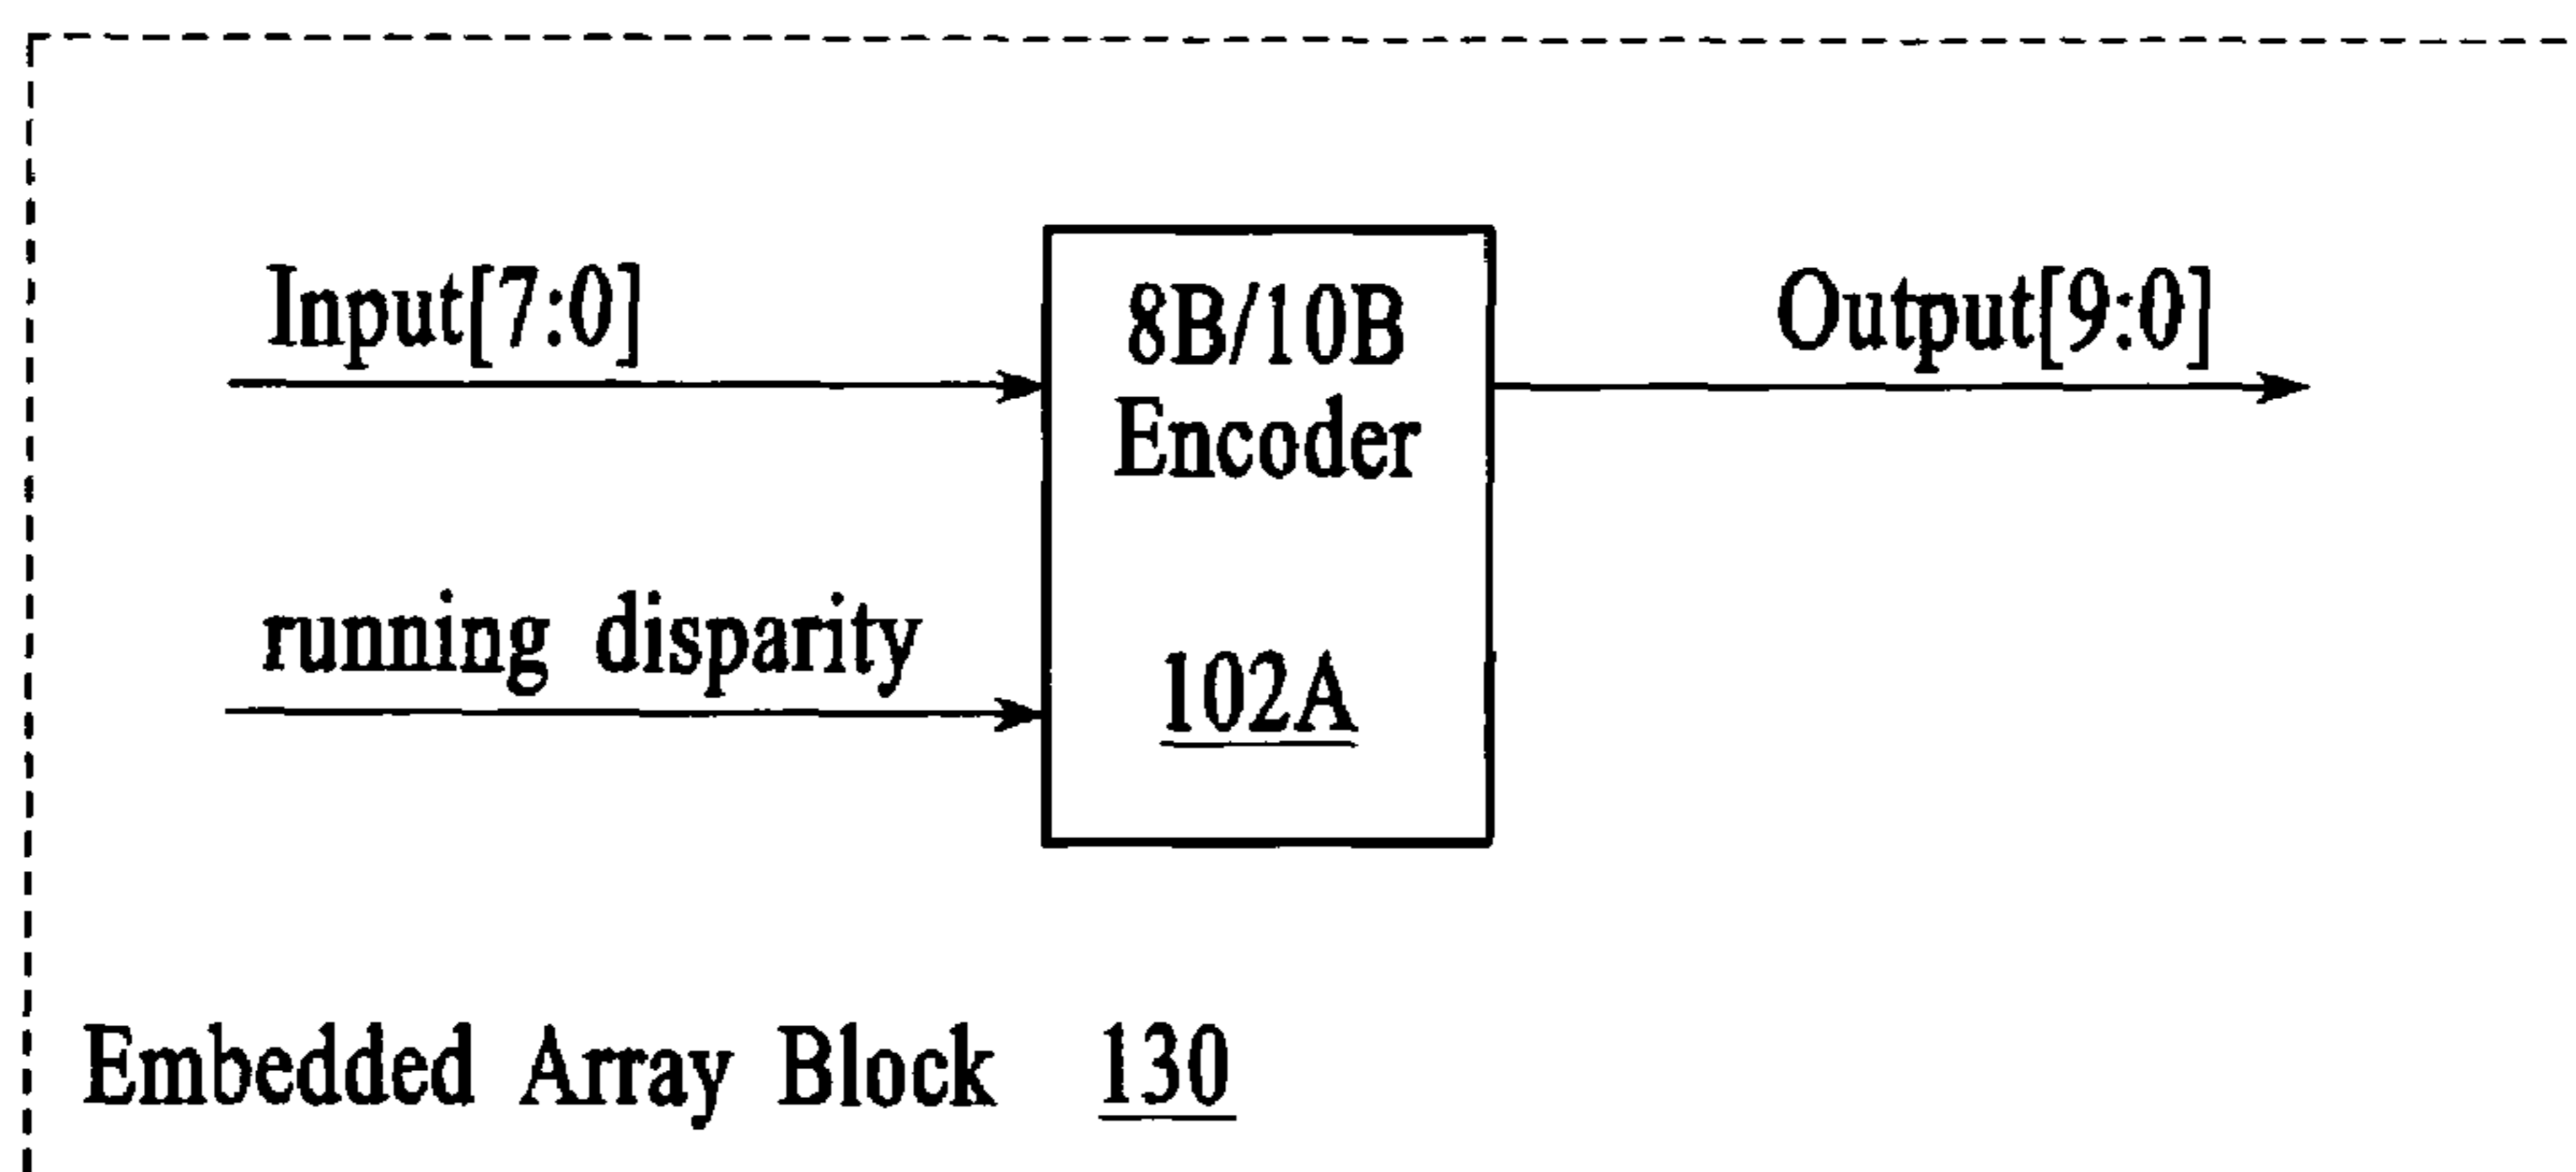 Input[7:0]
8B/10B
Encoder
Output[9:0]
running disparity
102A
Embedded Array Block 130